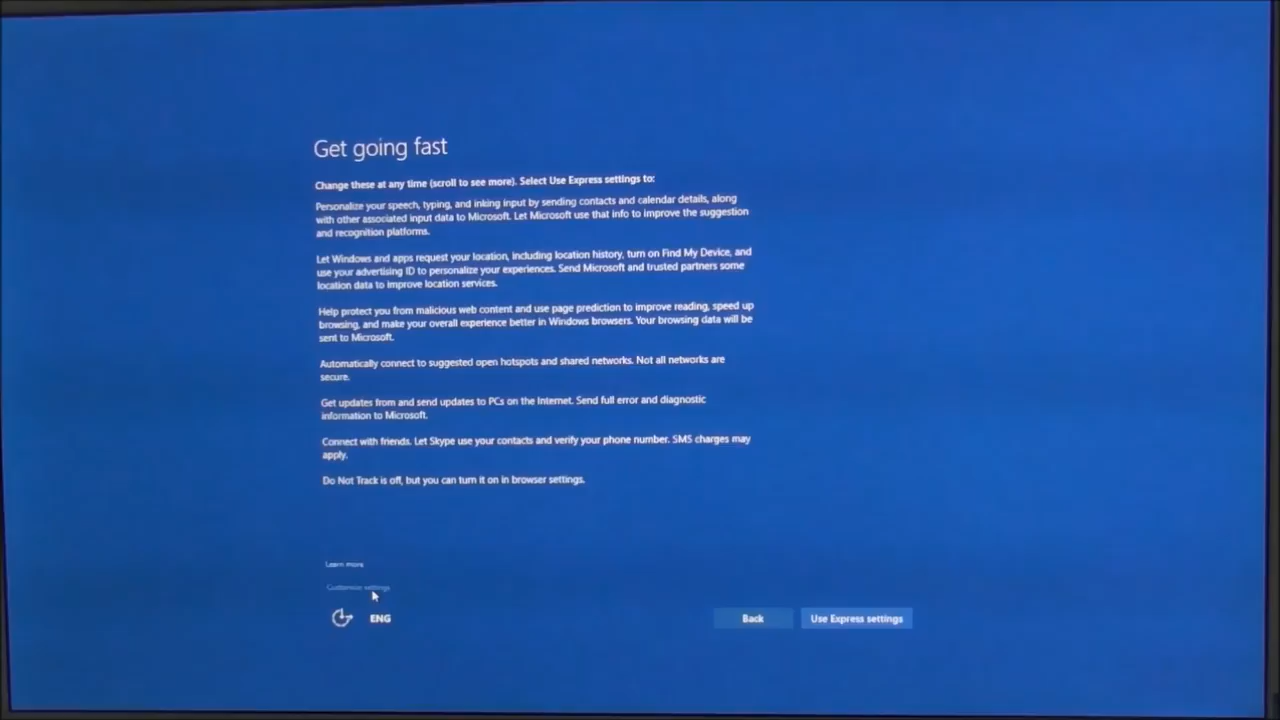 Get going fast
Change these at any time (scroll to see more). Select Use Express settings to:
Personalize your speech, typing, and inking input by sending contacts and calendar details, along
with other associated input data to Microsoft. Let Microsoft use that info to improve the suggestion
and recognition platforms.
Let Windows and apps request your location, including location history, turn on Find My Device, and
use your advertising ID to personalize your experiences. Send Microsoft and trusted partners some
location data to improve location services.
Help protect you from malicious web content and use page prediction to improve reading, speed up
browsing, and make your overall experience better in Windows browsers. Your browsing data will be
sent to Microsoft.
Automatically connect to suggested open hotspots and shared networks. Not all networks are
secure.
Get updates from and send updates to PCs on the Internet. Send full error and diagnostic
information to Microsoft.
Connect with friends. Let Skype use your contacts and verify your phone number. SMS charges may
apply.
Do Not Track is off, but you can turn it on in browser settings.
Learn more
Customise settings
ENG
Back
Use Express settings